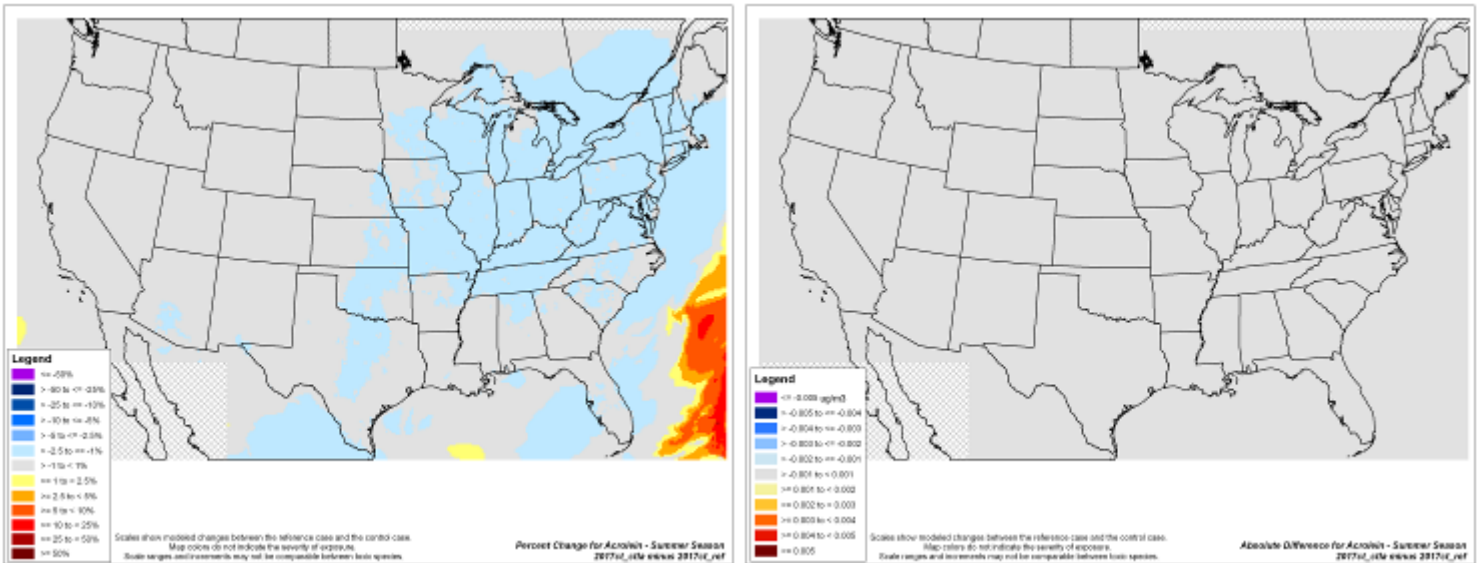 Legend
<= -50%
> -50 to <= -25%
> -25 to <= -10%
> -10 to <= -5%
> -5 to <= -2.5%
> -2.5 to <= -1%
> -1 to < 1%
>= 1 to < 2.5%
>= 2.5 to < 5%
>= 5 to < 10%
>= 10 to < 25%
>= 25 to < 50%
>= 50%
Scales show modeled changes between the reference case and the control case.
Map colors do not indicate the severity of exposure.
Scale ranges and increments may not be comparable between toxic species.
Percent Change for Acrolein - Summer Season
2017ct_ctla minus 2017ct_ref
Legend
<= -0.005 ug/m3
> -0.005 to <= -0.004
> -0.004 to <= -0.003
> -0.003 to <= -0.002
> -0.002 to <= -0.001
> -0.001 to < 0.001
>= 0.001 to < 0.002
>= 0.002 to < 0.003
>= 0.003 to < 0.004
>= 0.004 to < 0.005
>= 0.005
Scales show modeled changes between the reference case and the control case.
Map colors do not indicate the severity of exposure.
Scale ranges and increments may not be comparable between toxic species.
Absolute Difference for Acrolein - Summer Season
2017ct_ctla minus 2017ct_ref